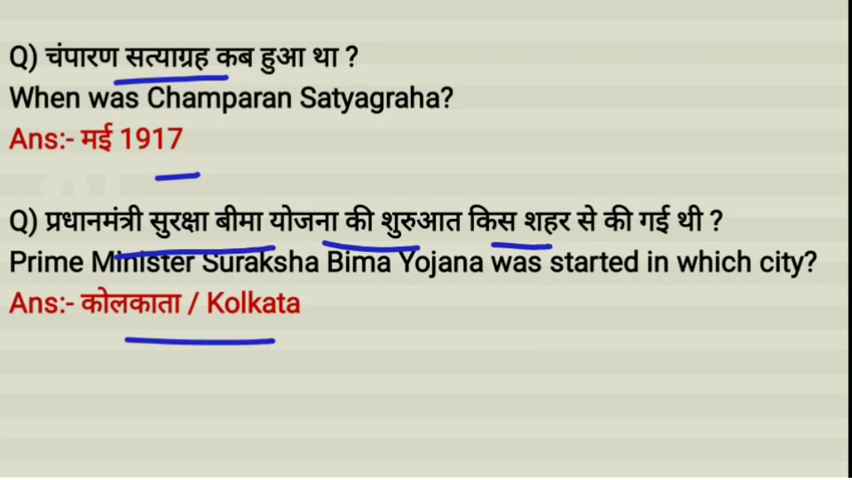 Q) चंपारण सत्याग्रह कब हुआ था ?
When was Champaran Satyagraha?
Ans:- मई 1917
Q) प्रधानमंत्री सुरक्षा बीमा योजना की शुरुआत किस शहर से की गई थी ?
Prime Minister Suraksha Bima Yojana was started in which city?
Ans:- कोलकाता / Kolkata